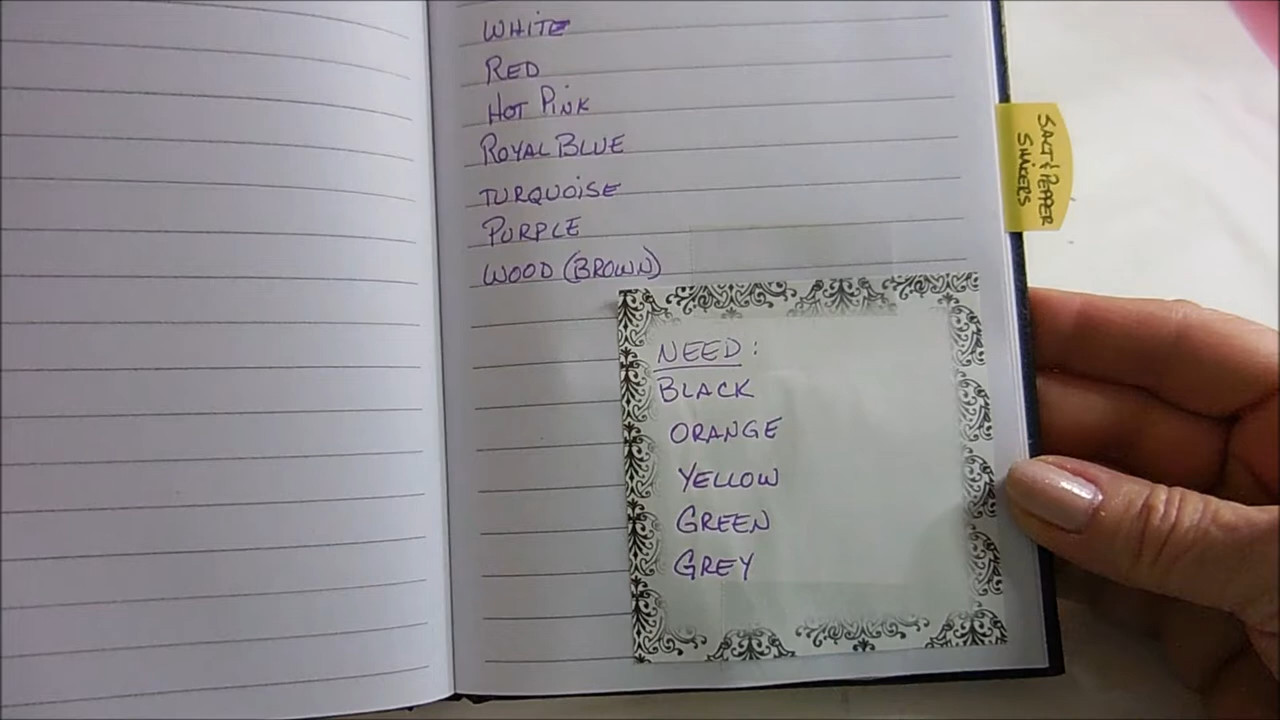 WHITE
RED
HOT PINK
ROYAL BLUE
TURQUOISE
PURPLE
WOOD (BROWN)
NEED:
BLACK
ORANGE
YELLOW
GREEN
GREY
SALT & PEPPER
SHAKERS